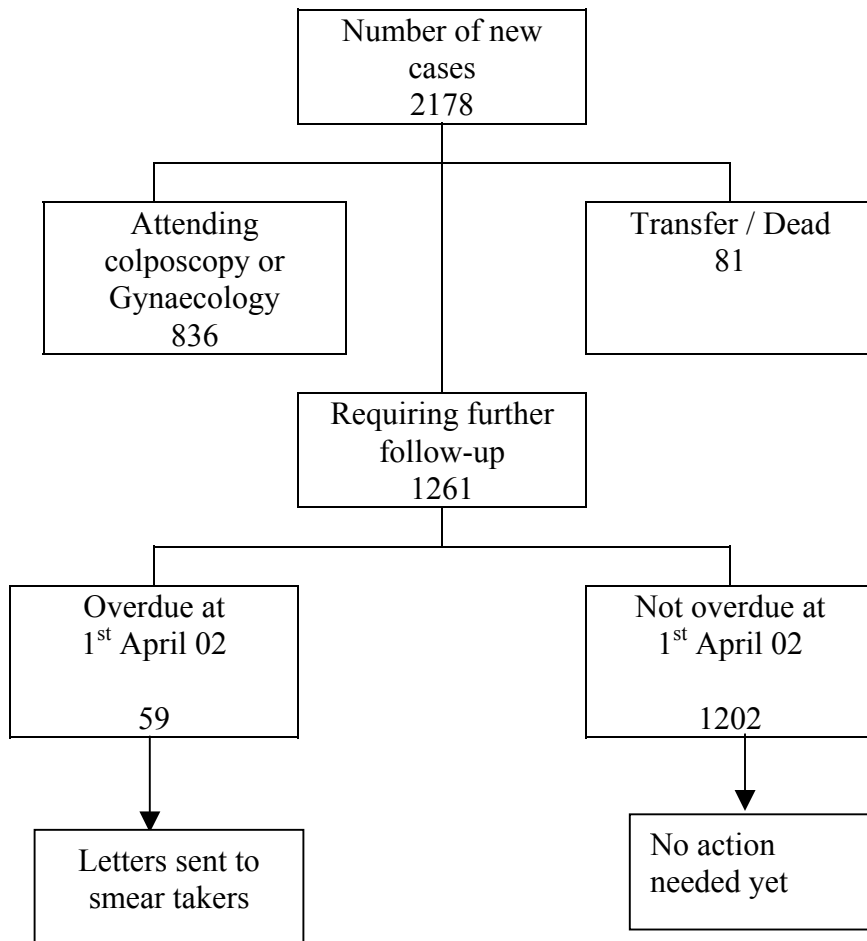 Number of new
cases
2178
Attending
colposcopy or
Gynaecology
836
Transfer / Dead
81
Requiring further
follow-up
1261
Overdue at
1st April 02
59
Not overdue at
1st April 02
1202
Letters sent to
smear takers
No action
needed yet